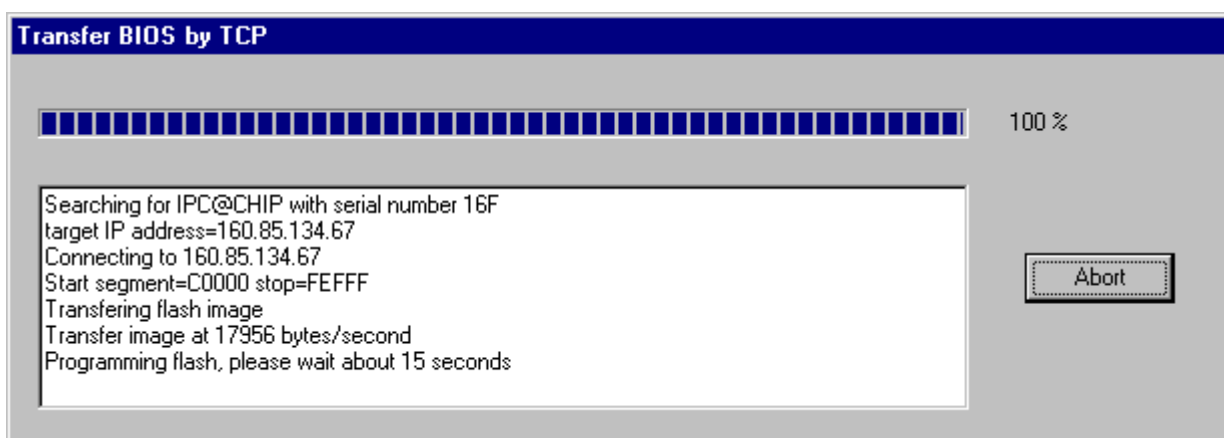 Transfer BIOS by TCP
100 %
Searching for IPC@CHIP with serial number 16F
target IP address=160.85.134.67
Connecting to 160.85.134.67
Start segment=C0000 stop=FEFFF
Transfering flash image
Transfer image at 17956 bytes/second
Programming flash, please wait about 15 seconds
Abort